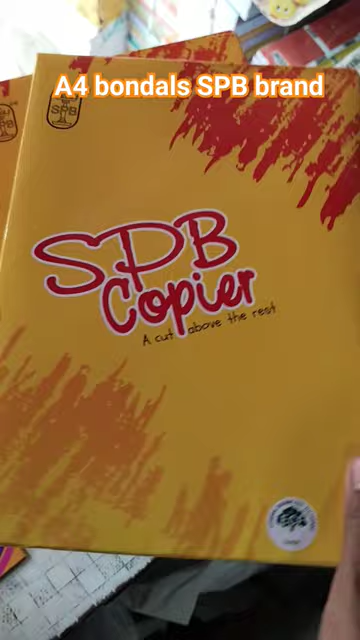 A4 bondals SPB brand
SPB
SPB
Copier
A cut above the rest